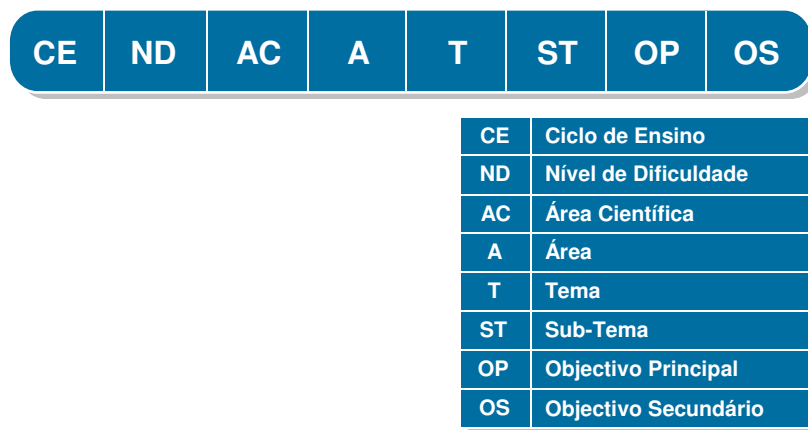 CE ND AC A T ST OP OS
CE Ciclo de Ensino
ND Nível de Dificuldade
AC Área Científica
A Área
T Tema
ST Sub-Tema
OP Objectivo Principal
OS Objectivo Secundário